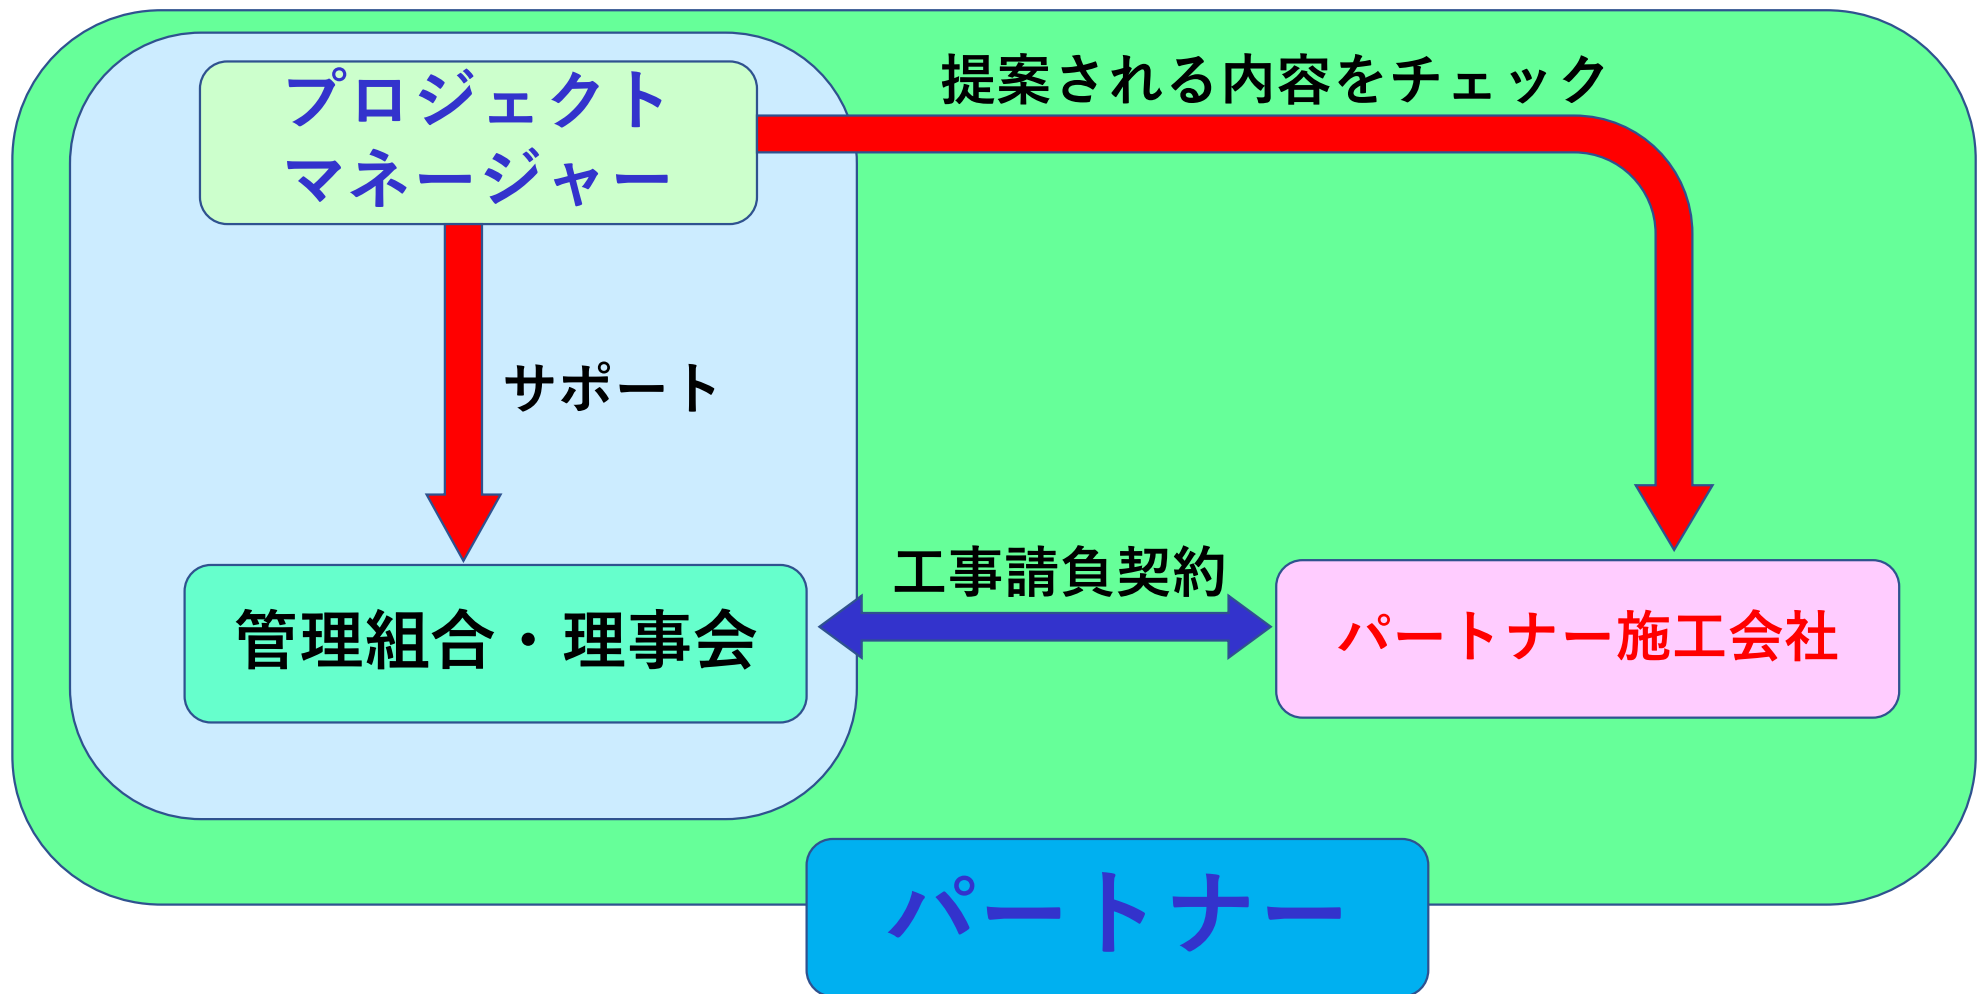 プロジェクト
マネージャー
提案される内容をチェック
サポート
工事請負契約
管理組合・理事会
パートナー施工会社
パートナー